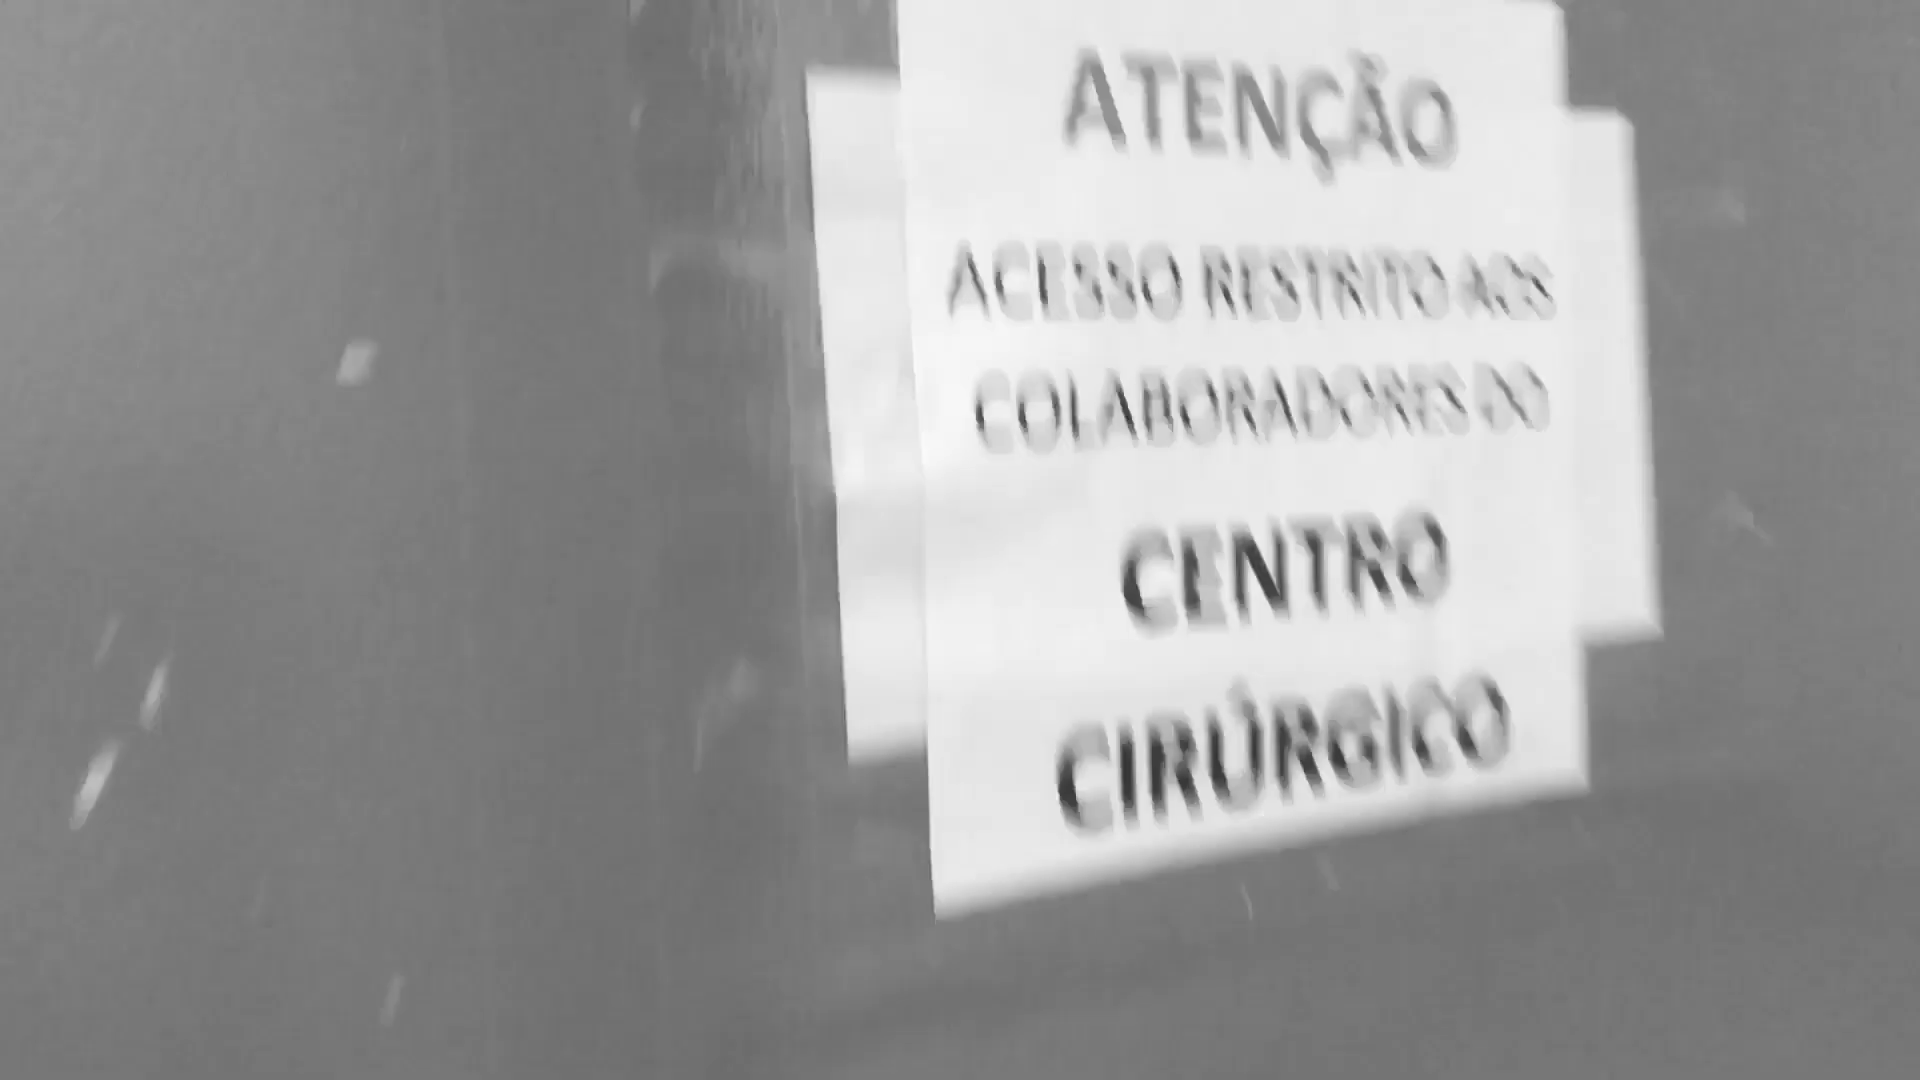 ATENÇÃO
ACESSO RESTRITO AOS
COLABORADORES DO
CENTRO
CIRÚRGICO